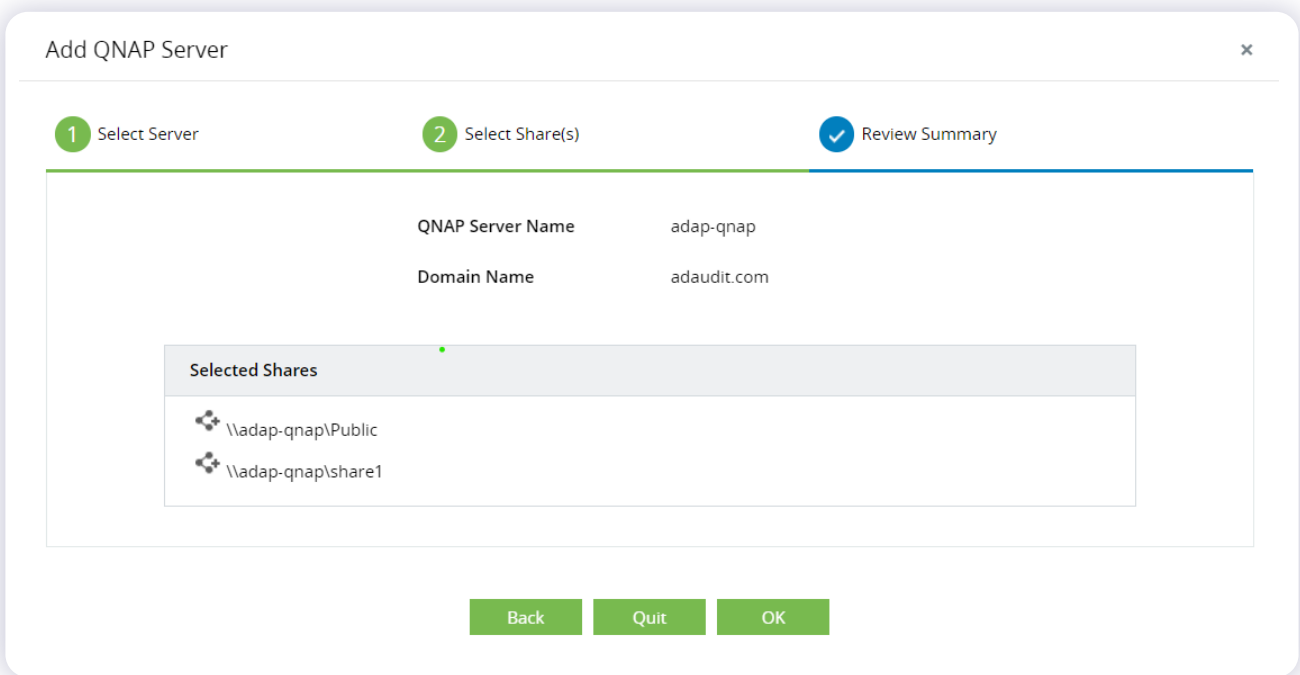 Add QNAP Server
×
1 Select Server 2 Select Share(s) Review Summary
QNAP Server Name adap-qnap
Domain Name adaudit.com
Selected Shares
\\adap-qnap\Public
\\adap-qnap\share1
Back Quit OK